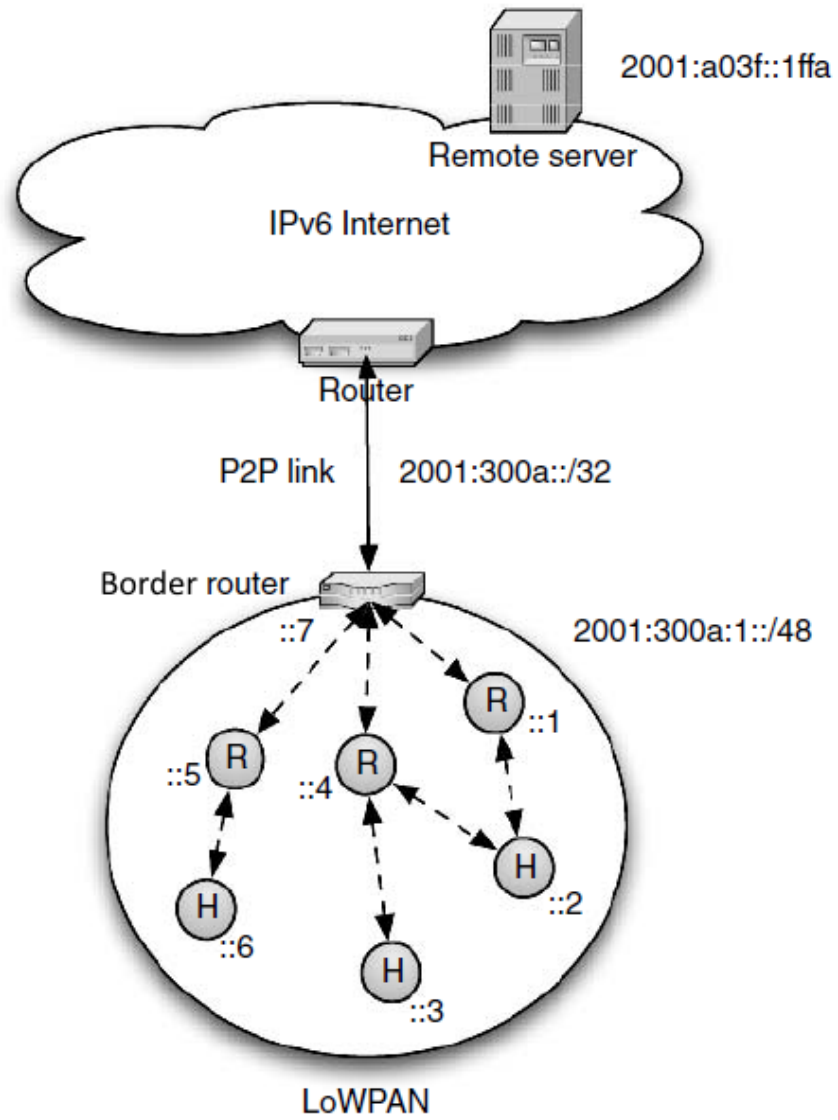 2001:a03f::1ffa
Remote server
IPv6 Internet
Router
P2P link
2001:300a::/32
Border router
::7
2001:300a:1::/48
R
::1
R
::5
R
::4
H
::2
H
::6
H
::3
LoWPAN